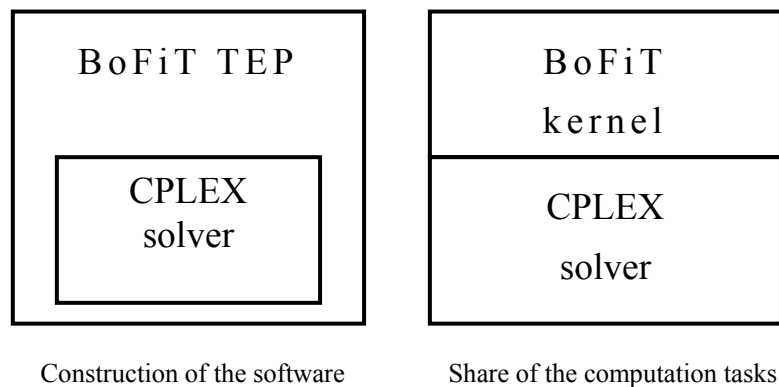 BoFiT TEP
CPLEX
solver
BoFiT
kernel
CPLEX
solver
Construction of the software
Share of the computation tasks